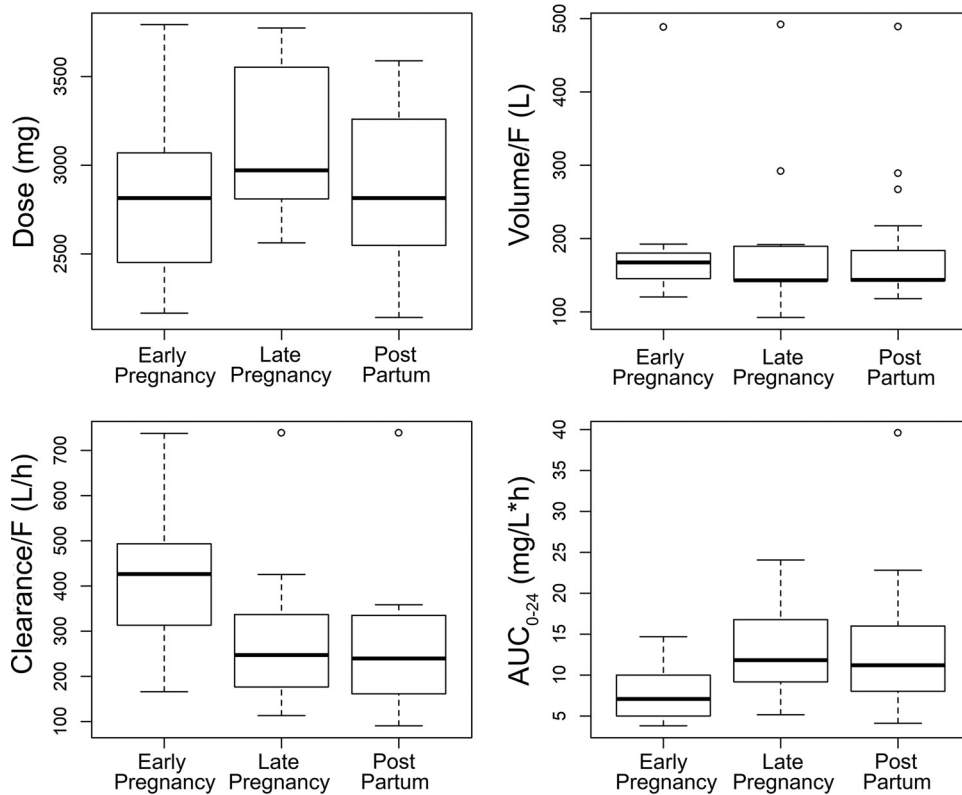 Dose (mg)
3500
3000
2500
Early
Pregnancy
Late
Pregnancy
Post
Partum
Volume/F (L)
500
400
300
200
100
Early
Pregnancy
Late
Pregnancy
Post
Partum
Clearance/F (L/h)
700
600
500
400
300
200
100
Early
Pregnancy
Late
Pregnancy
Post
Partum
AUC0-24 (mg/L*h)
40
35
30
25
20
15
10
5
Early
Pregnancy
Late
Pregnancy
Post
Partum